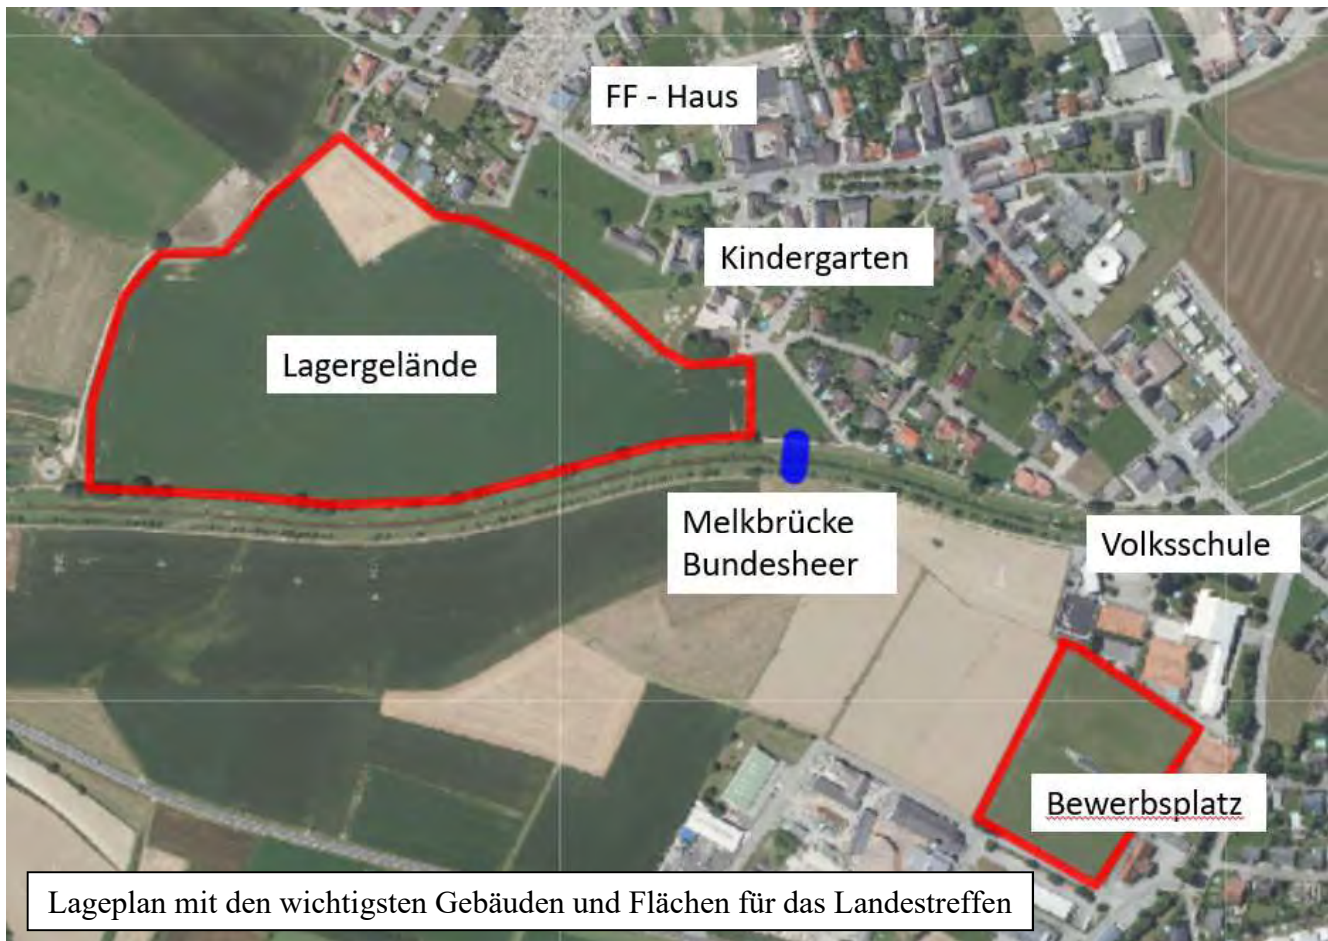 FF - Haus
Kindergarten
Lagergelände
Melkbrücke
Bundesheer
Volksschule
Bewerbsplatz
Lageplan mit den wichtigsten Gebäuden und Flächen für das Landestreffen